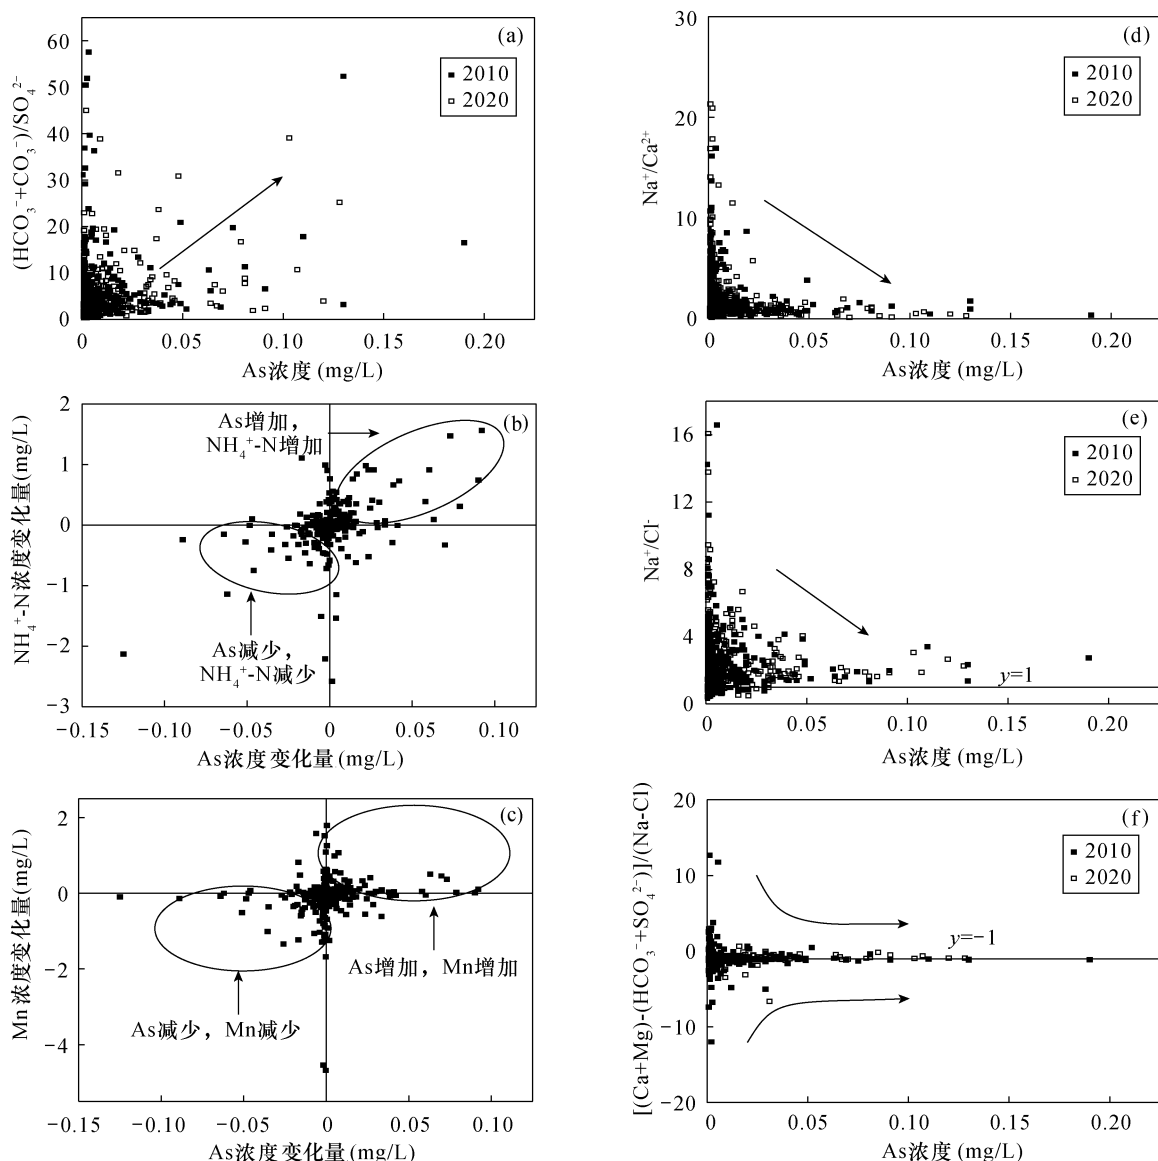 (a)
2010
2020
(HCO₃⁻+CO₃⁻)/SO₄²⁻
60
50
40
30
20
10
0
0
0.05
0.10
0.15
0.20
As浓度 (mg/L)
(d)
2010
2020
Na⁺/Ca²⁺
30
20
10
0
0
0.05
0.10
0.15
0.20
As浓度 (mg/L)
(b)
As增加，
NH₄⁺-N增加
As减少，
NH₄⁺-N减少
NH₄⁺-N浓度变化量(mg/L)
2
1
0
−1
−2
−3
−0.15
−0.10
−0.05
0
0.05
0.10
As浓度变化量(mg/L)
(e)
2010
2020
y=1
Na⁺/Cl⁻
16
12
8
4
0
0
0.05
0.10
0.15
0.20
As浓度 (mg/L)
(c)
As增加，Mn增加
As减少，Mn减少
Mn浓度变化量(mg/L)
2
0
−2
−4
−0.15
−0.10
−0.05
0
0.05
0.10
As浓度变化量(mg/L)
(f)
2010
2020
y=−1
[(Ca+Mg)-(HCO₃⁻+SO₄²⁻)]/(Na-Cl)
20
10
0
−10
−20
0
0.05
0.10
0.15
0.20
As浓度 (mg/L)